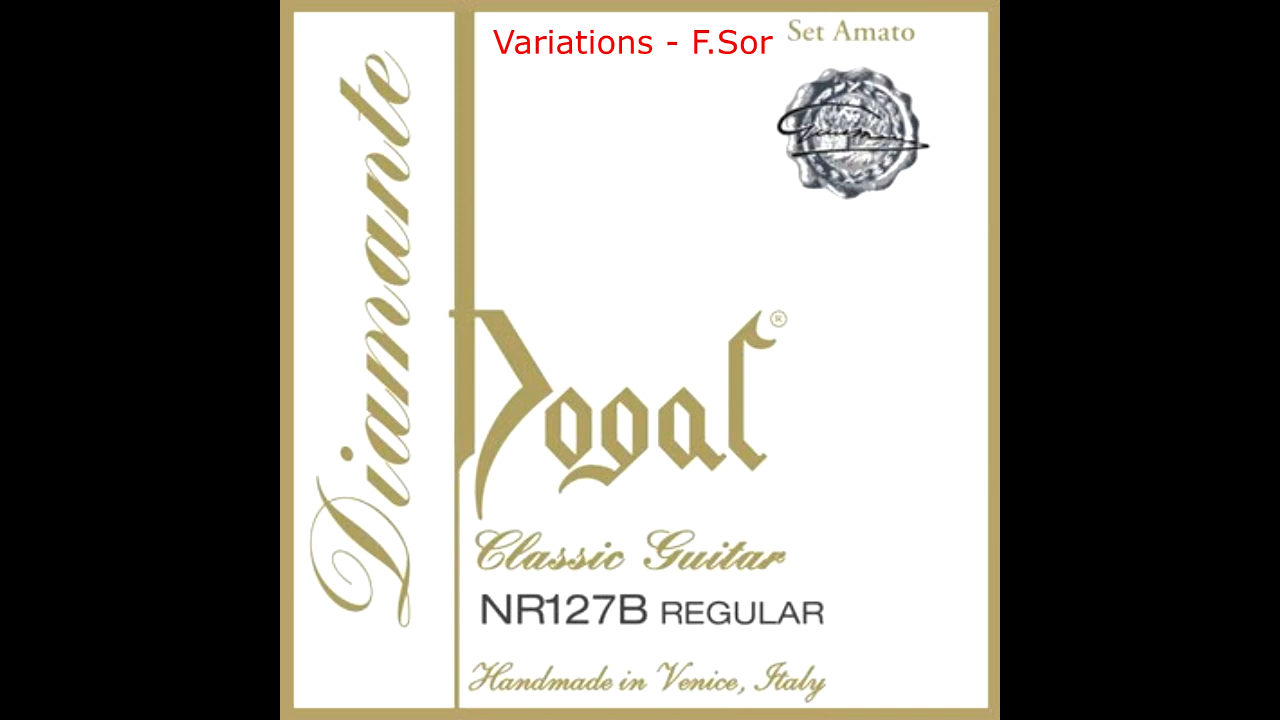 Variations - F.Sor
Set Amato
Diamante
Dogal®
Classic Guitar
NR127B REGULAR
Handmade in Venice, Italy